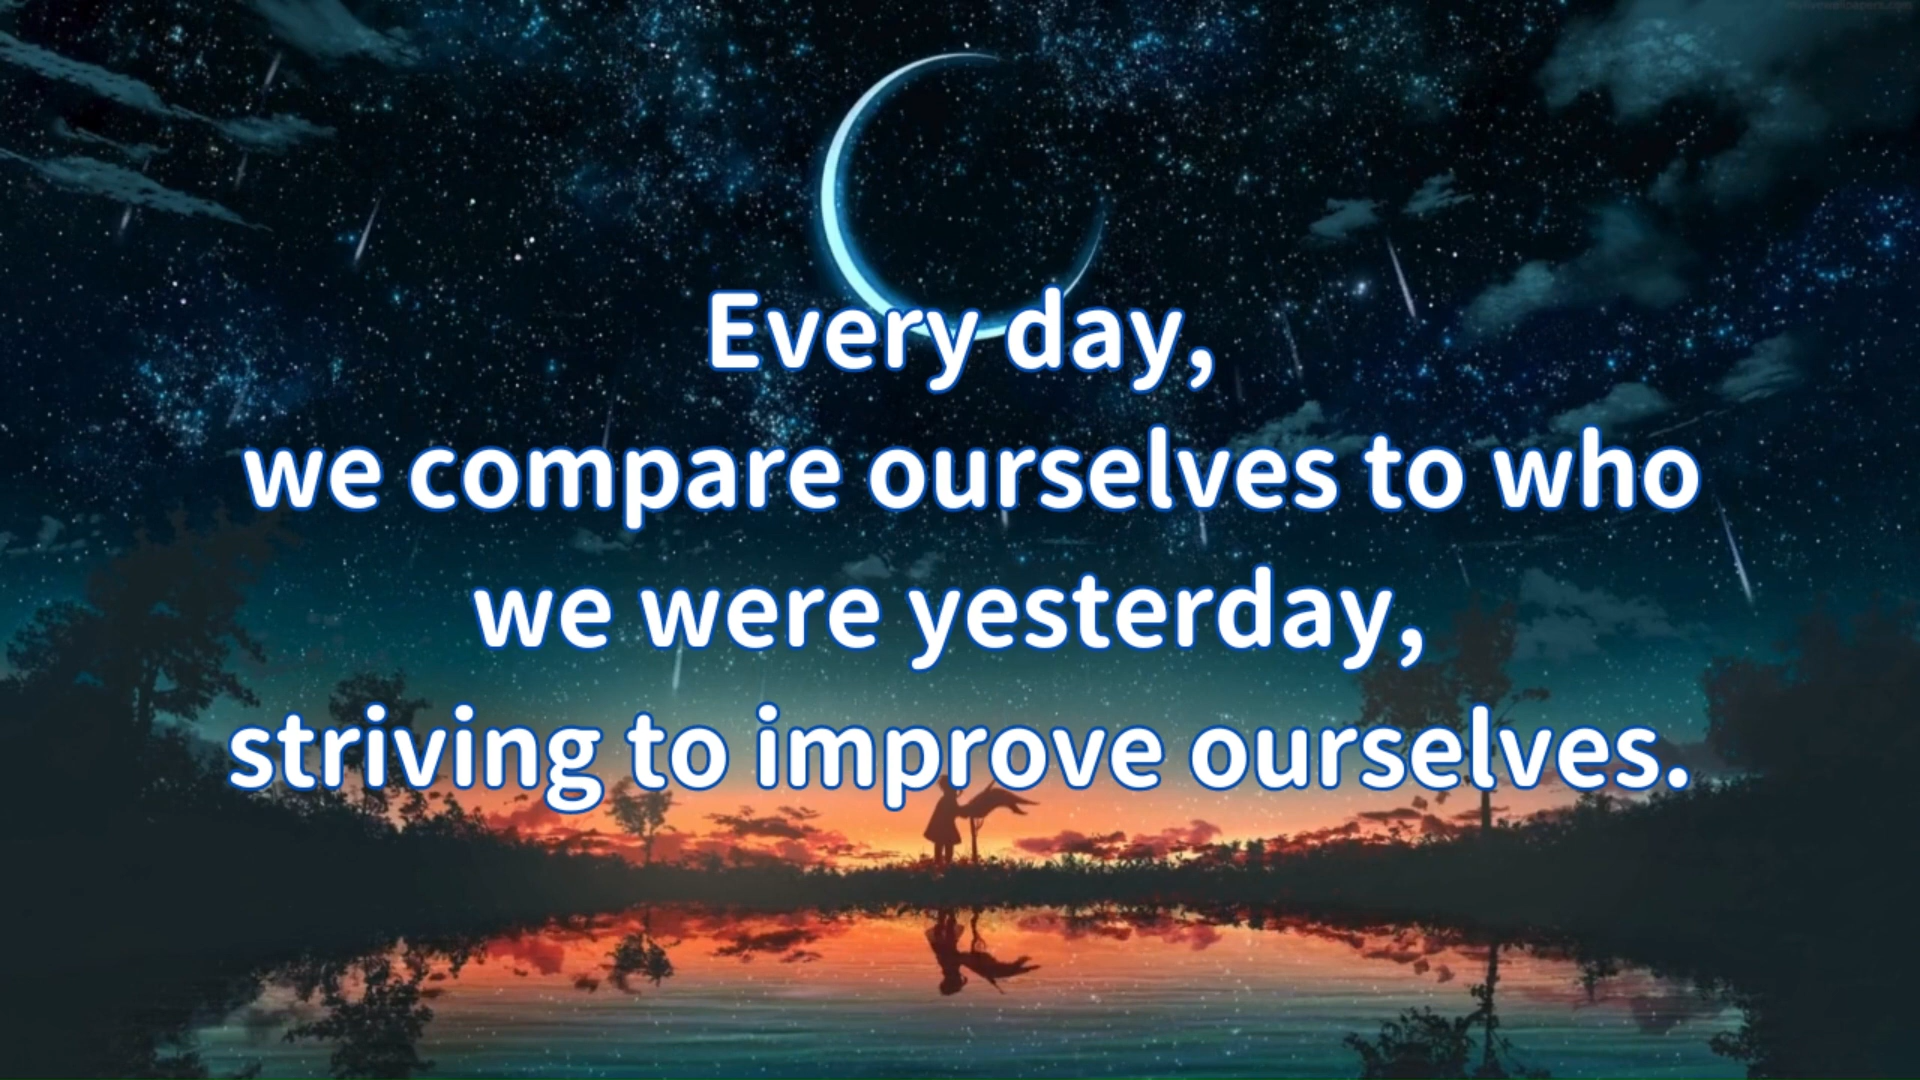 Every day,
we compare ourselves to who
we were yesterday,
striving to improve ourselves.